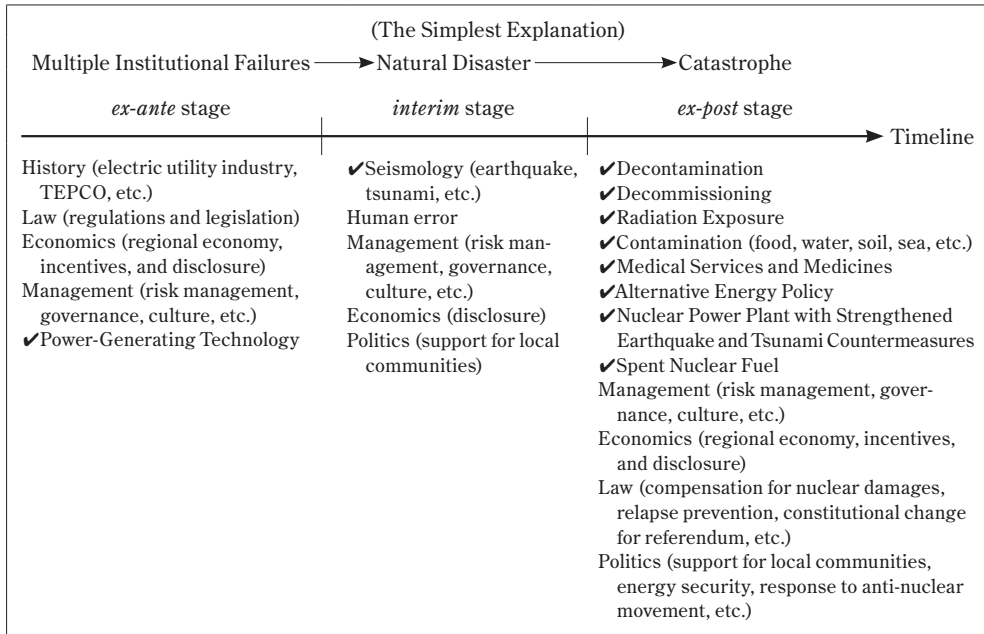 (The Simplest Explanation)
Multiple Institutional Failures → Natural Disaster → Catastrophe
ex-ante stage interim stage ex-post stage
Timeline
History (electric utility industry,
TEPCO, etc.)
Law (regulations and legislation)
Economics (regional economy,
incentives, and disclosure)
Management (risk management,
governance, culture, etc.)
✔Power-Generating Technology
✔Seismology (earthquake,
tsunami, etc.)
Human error
Management (risk man-
agement, governance,
culture, etc.)
Economics (disclosure)
Politics (support for local
communities)
✔Decontamination
✔Decommissioning
✔Radiation Exposure
✔Contamination (food, water, soil, sea, etc.)
✔Medical Services and Medicines
✔Alternative Energy Policy
✔Nuclear Power Plant with Strengthened
Earthquake and Tsunami Countermeasures
✔Spent Nuclear Fuel
Management (risk management, gover-
nance, culture, etc.)
Economics (regional economy, incentives,
and disclosure)
Law (compensation for nuclear damages,
relapse prevention, constitutional change
for referendum, etc.)
Politics (support for local communities,
energy security, response to anti-nuclear
movement, etc.)